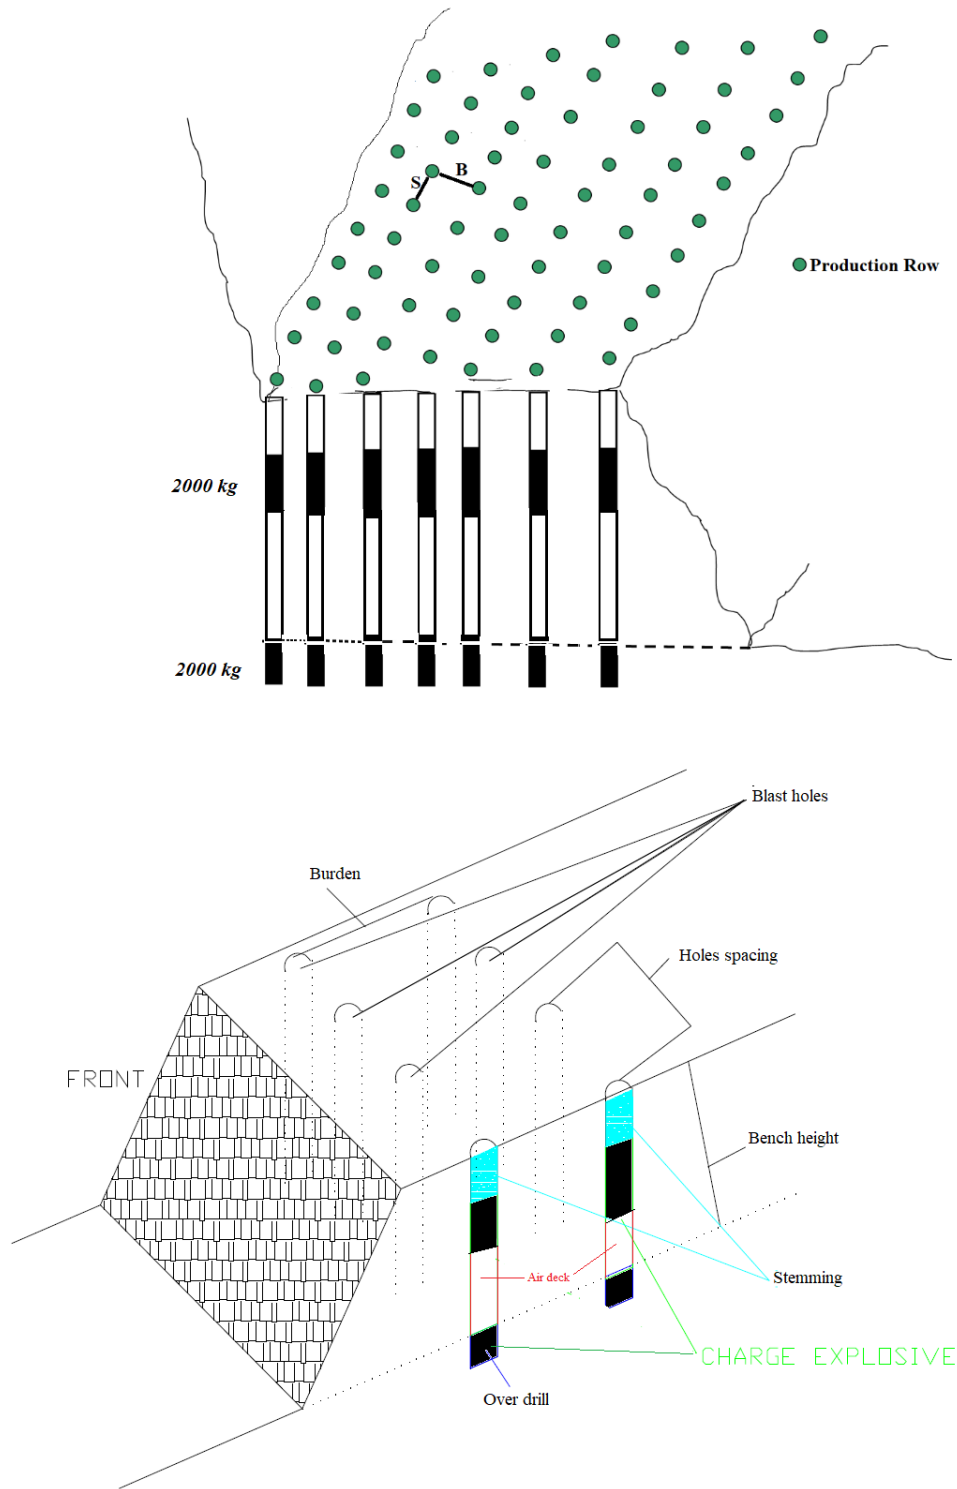 S
B
Production Row
2000 kg
2000 kg
Blast holes
Burden
Holes spacing
FRONT
Bench height
Air deck
Stemming
CHARGE EXPLOSIVE
Over drill